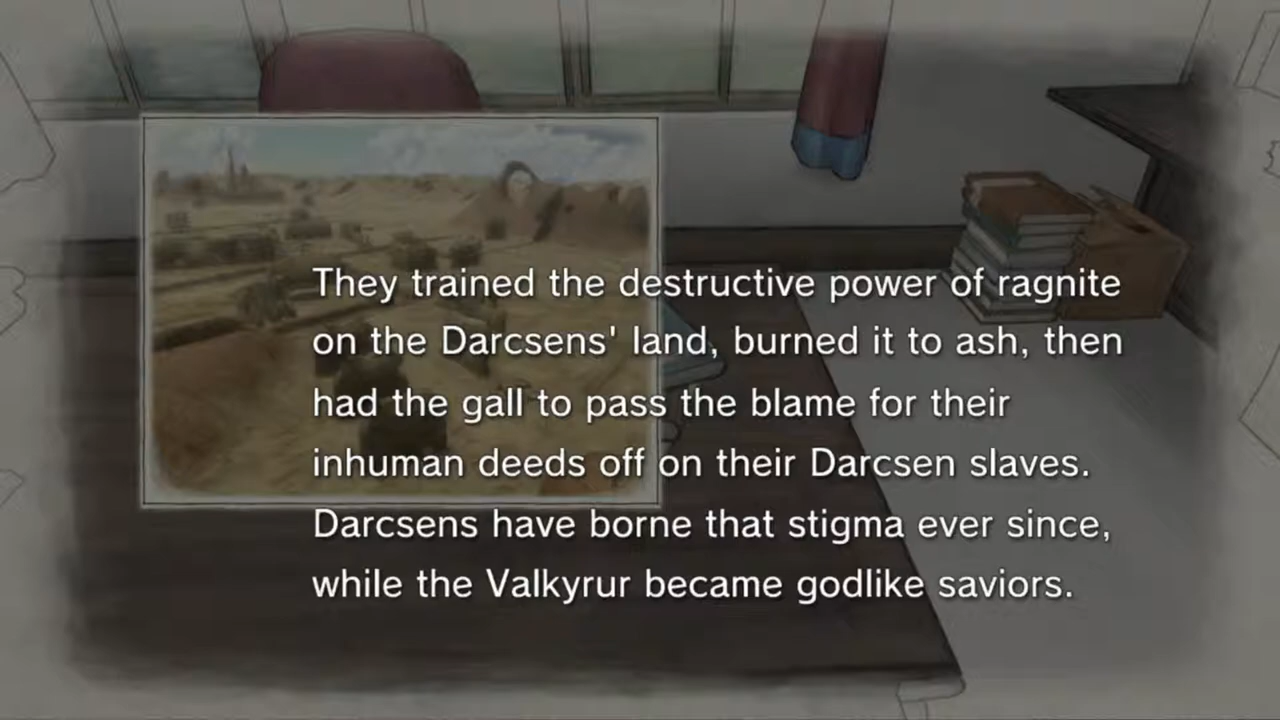 They trained the destructive power of ragnite
on the Darcsens' land, burned it to ash, then
had the gall to pass the blame for their
inhuman deeds off on their Darcsen slaves.
Darcsens have borne that stigma ever since,
while the Valkyrur became godlike saviors.